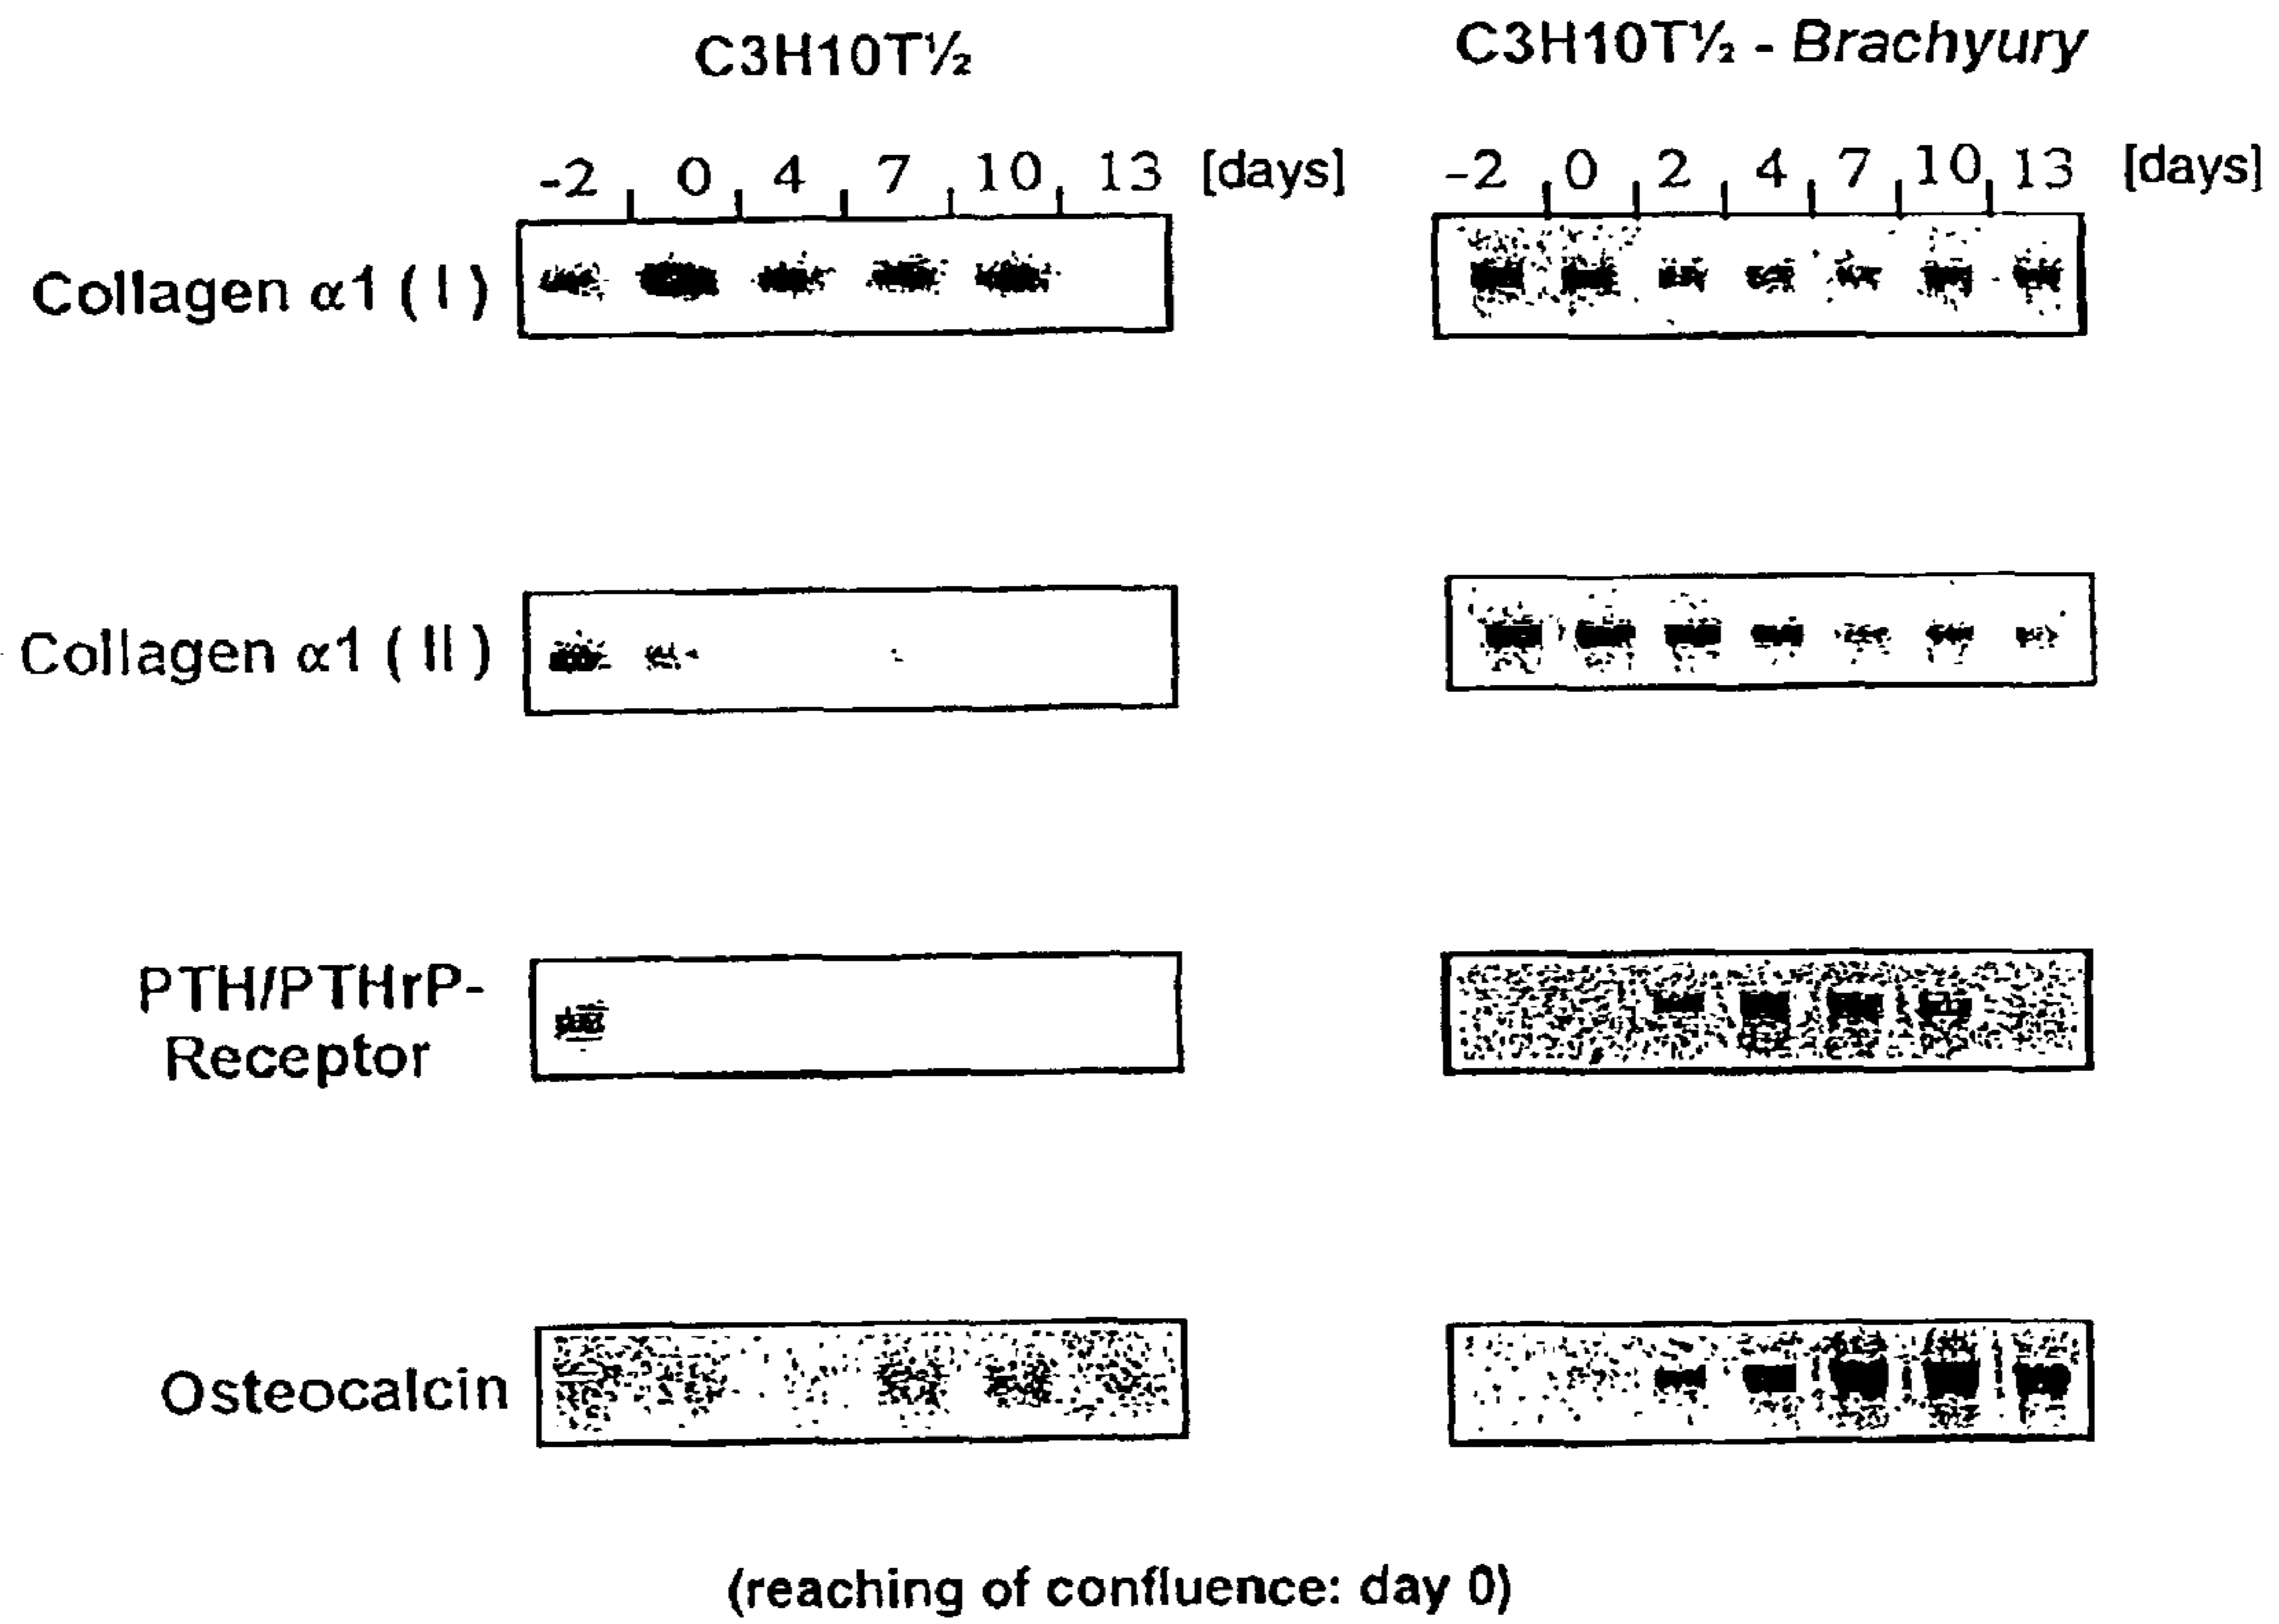 C3H10T½
C3H10T½ - Brachyury
-2 0 4 7 10 13 [days]
-2 0 2 4 7 10 13 [days]
Collagen α1 ( I )
Collagen α1 ( II )
PTH/PTHrP-
Receptor
Osteocalcin
(reaching of confluence: day 0)